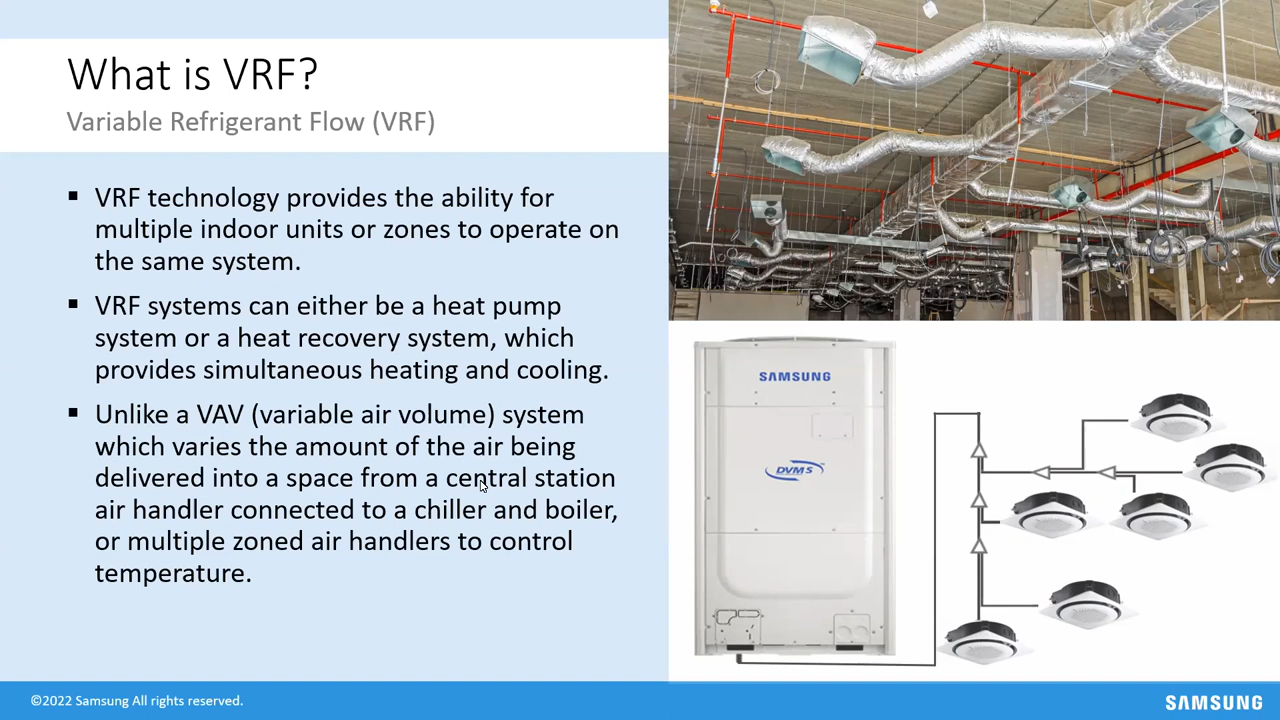 What is VRF?
Variable Refrigerant Flow (VRF)
▪ VRF technology provides the ability for
multiple indoor units or zones to operate on
the same system.
▪ VRF systems can either be a heat pump
system or a heat recovery system, which
provides simultaneous heating and cooling.
▪ Unlike a VAV (variable air volume) system
which varies the amount of the air being
delivered into a space from a central station
air handler connected to a chiller and boiler,
or multiple zoned air handlers to control
temperature.
SAMSUNG
DVM S
©2022 Samsung All rights reserved.
SAMSUNG